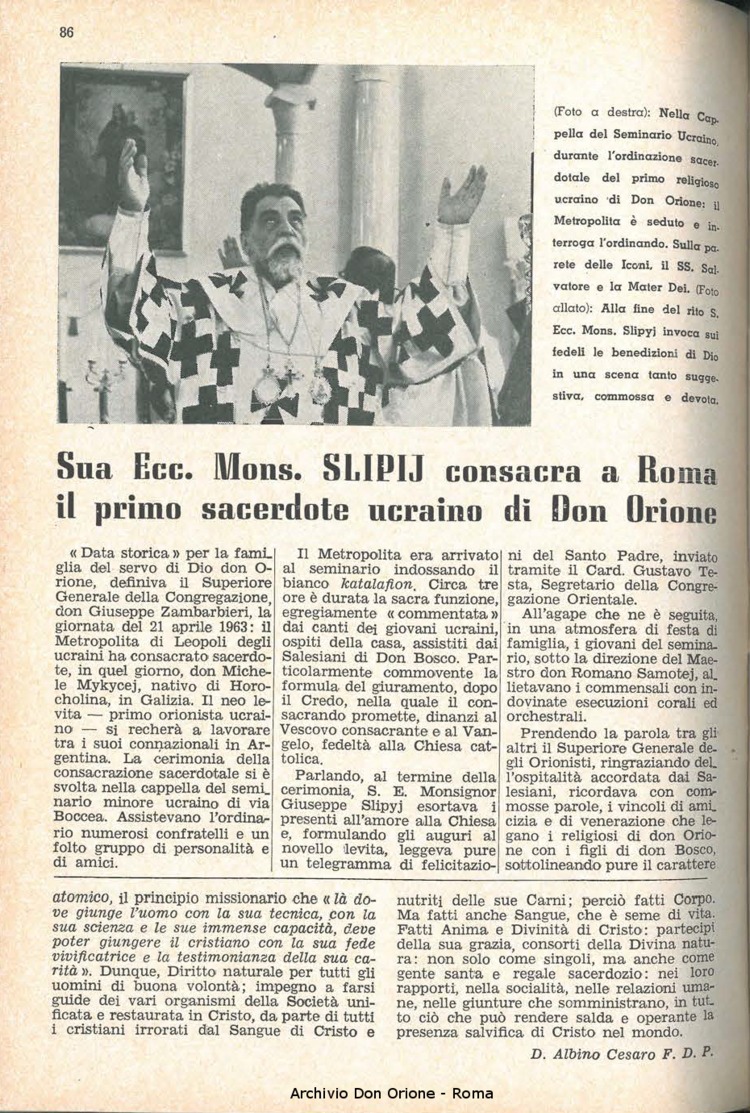 86
(Foto a destra): Nella Cap-
pella del Seminario Ucraino,
durante l'ordinazione sacer-
dotale del primo religioso
ucraino di Don Orione: il
Metropolita è seduto e in-
terroga l'ordinando. Sulla pa-
rete delle Iconi, il SS. Sal-
vatore e la Mater Dei. (Foto
allato): Alla fine del rito S.
Ecc. Mons. Slipyj invoca sui
fedeli le benedizioni di Dio
in una scena tanto sugge-
stiva, commossa e devota.
Sua Ecc. Mons. SLIPIJ consacra a Roma
il primo sacerdote ucraino di Don Orione
« Data storica » per la fami-
glia del servo di Dio don O-
rione, definiva il Superiore
Generale della Congregazione,
don Giuseppe Zambarbieri, la
giornata del 21 aprile 1963: il
Metropolita di Leopoli degli
ucraini ha consacrato sacerdo-
te, in quel giorno, don Miche-
le Mykycej, nativo di Horo-
cholina, in Galizia. Il neo le-
vita — primo orionista ucrai-
no — si recherà a lavorare
tra i suoi connazionali in Ar-
gentina. La cerimonia della
consacrazione sacerdotale si è
svolta nella cappella del semi-
nario minore ucraino di via
Boccea. Assistevano l'ordina-
rio numerosi confratelli e un
folto gruppo di personalità e
di amici.
Il Metropolita era arrivato
al seminario indossando il
bianco katalafion. Circa tre
ore è durata la sacra funzione,
egregiamente « commentata »
dai canti dei giovani ucraini,
ospiti della casa, assistiti dai
Salesiani di Don Bosco. Par-
ticolarmente commovente la
formula del giuramento, dopo
il Credo, nella quale il con-
sacrando promette, dinanzi al
Vescovo consacrante e al Van-
gelo, fedeltà alla Chiesa cat-
tolica.
Parlando, al termine della
cerimonia, S. E. Monsignor
Giuseppe Slipyj esortava i
presenti all'amore alla Chiesa
e, formulando gli auguri al
novello levita, leggeva pure
un telegramma di felicitazio-
ni del Santo Padre, inviato
tramite il Card. Gustavo Te-
sta, Segretario della Congre-
gazione Orientale.
All'agape che ne è seguita,
in una atmosfera di festa di
famiglia, i giovani del semina-
rio, sotto la direzione del Mae-
stro don Romano Samotej, al-
lietavano i commensali con in-
dovinate esecuzioni corali ed
orchestrali.
Prendendo la parola tra gli
altri il Superiore Generale de-
gli Orionisti, ringraziando del-
l'ospitalità accordata dai Sa-
lesiani, ricordava con com-
mosse parole, i vincoli di ami-
cizia e di venerazione che le-
gano i religiosi di don Orio-
ne con i figli di don Bosco,
sottolineando pure il carattere
atomico, il principio missionario che « là do-
ve giunge l'uomo con la sua tecnica, con la
sua scienza e le sue immense capacità, deve
poter giungere il cristiano con la sua fede
vivificatrice e la testimonianza della sua ca-
rità ». Dunque, Diritto naturale per tutti gli
uomini di buona volontà; impegno a farsi
guide dei vari organismi della Società uni-
ficata e restaurata in Cristo, da parte di tutti
i cristiani irrorati dal Sangue di Cristo e
nutriti delle sue Carni; perciò fatti Corpo.
Ma fatti anche Sangue, che è seme di vita.
Fatti Anima e Divinità di Cristo: partecipi
della sua grazia, consorti della Divina natu-
ra: non solo come singoli, ma anche come
gente santa e regale sacerdozio: nei loro
rapporti, nella socialità, nelle relazioni uma-
ne, nelle giunture che somministrano, in tut-
to ciò che può rendere salda e operante la
presenza salvifica di Cristo nel mondo.
D. Albino Cesaro F. D. P.
Archivio Don Orione - Roma